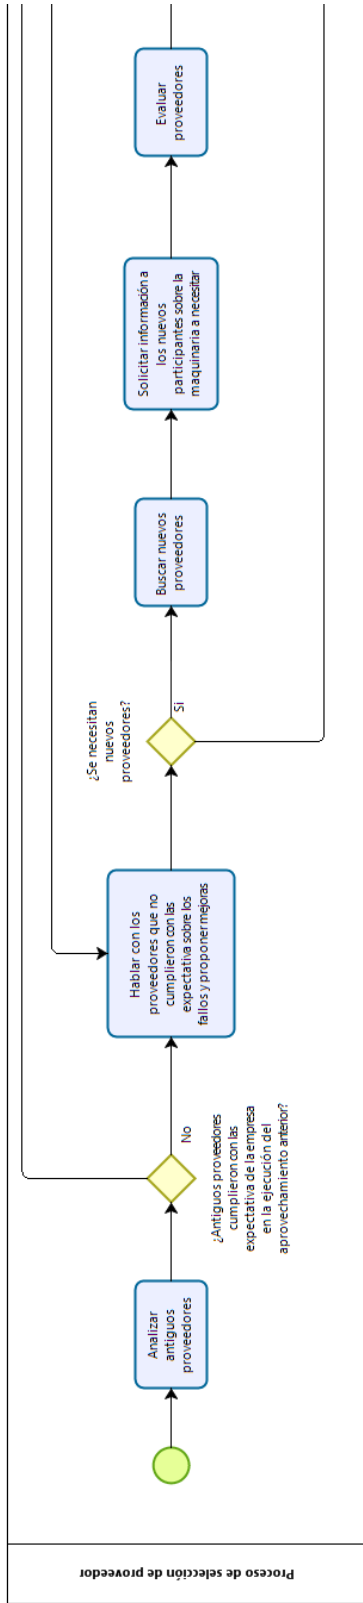 Evaluar
proveedores
Solicitar información a
los nuevos
participantes sobre la
maquinaria a necesitar
Buscar nuevos
proveedores
¿Se necesitan
nuevos
proveedores?
Si
Hablar con los
proveedores que no
cumplieron con las
expectativa sobre los
fallos y proponer mejoras
No
¿Antiguos proveedores
cumplieron con las
expectativa de la empresa
en la ejecución del
aprovechamiento anterior?
Analizar
antiguos
proveedores
Proceso de selección de proveedor